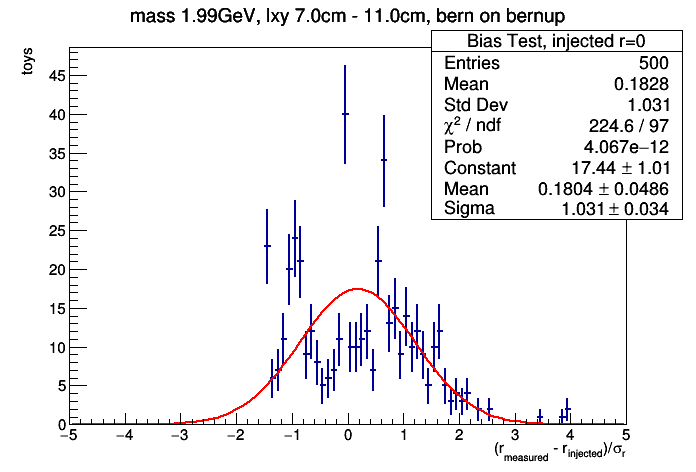 mass 1.99GeV, lxy 7.0cm - 11.0cm, bern on bernup
toys
Bias Test, injected r=0
Entries 500
Mean 0.1828
Std Dev 1.031
χ² / ndf 224.6 / 97
Prob 4.067e−12
Constant 17.44 ± 1.01
Mean 0.1804 ± 0.0486
Sigma 1.031 ± 0.034
45
40
35
30
25
20
15
10
5
0
−5 −4 −3 −2 −1 0 1 2 3 4 5
(r_measured - r_injected)/σ_r